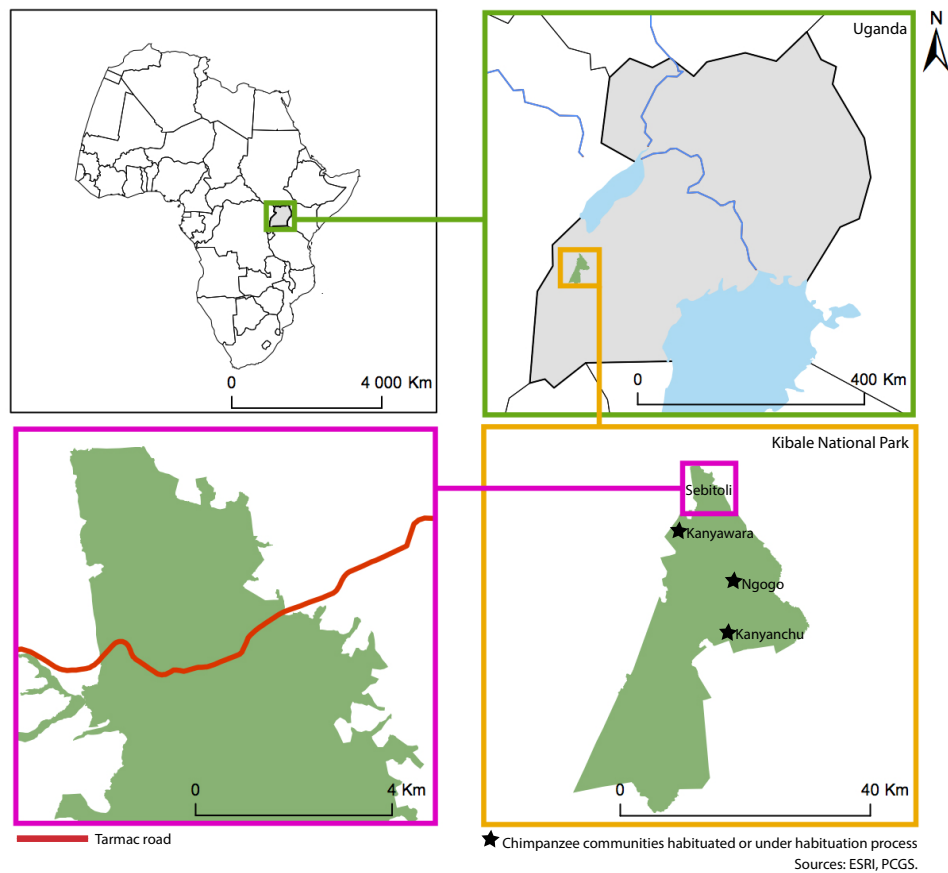 Uganda
N
0 4 000 Km
0 400 Km
Kibale National Park
Sebitoli
Kanyawara
Ngogo
Kanyanchu
0 4 Km
0 40 Km
Tarmac road
Chimpanzee communities habituated or under habituation process
Sources: ESRI, PCGS.